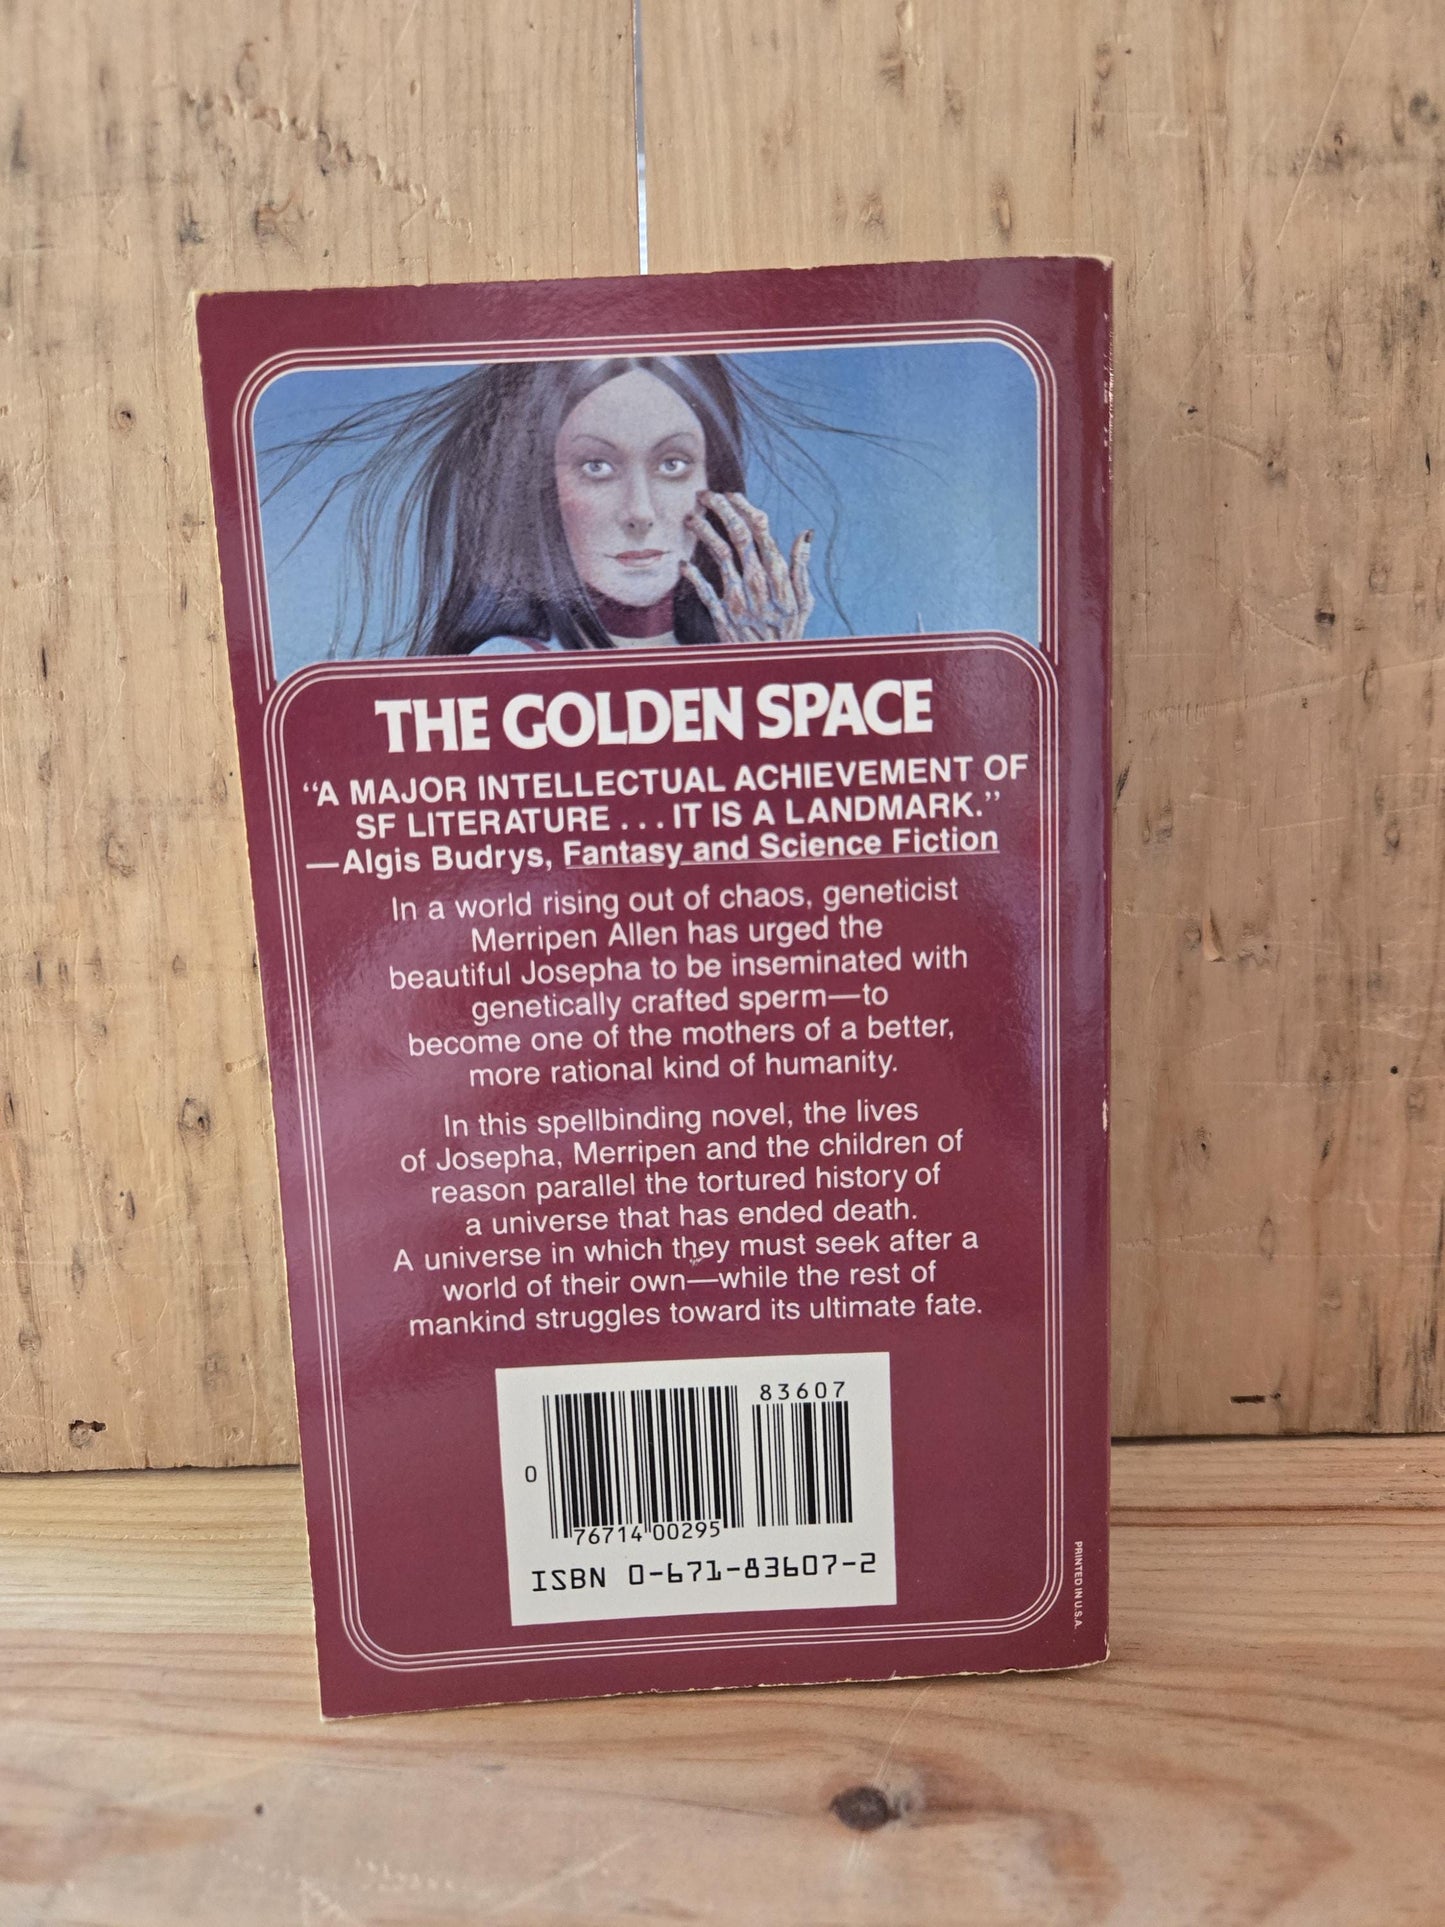 THE GOLDEN SPACE
“A MAJOR INTELLECTUAL ACHIEVEMENT OF
SF LITERATURE . . . IT IS A LANDMARK.”
—Algis Budrys, Fantasy and Science Fiction
In a world rising out of chaos, geneticist
Merripen Allen has urged the
beautiful Josepha to be inseminated with
genetically crafted sperm—to
become one of the mothers of a better,
more rational kind of humanity.
In this spellbinding novel, the lives
of Josepha, Merripen and the children of
reason parallel the tortured history of
a universe that has ended death.
A universe in which they must seek after a
world of their own—while the rest of
mankind struggles toward its ultimate fate.
83607
0
76714 00295
ISBN 0-671-83607-2
PRINTED IN U.S.A.